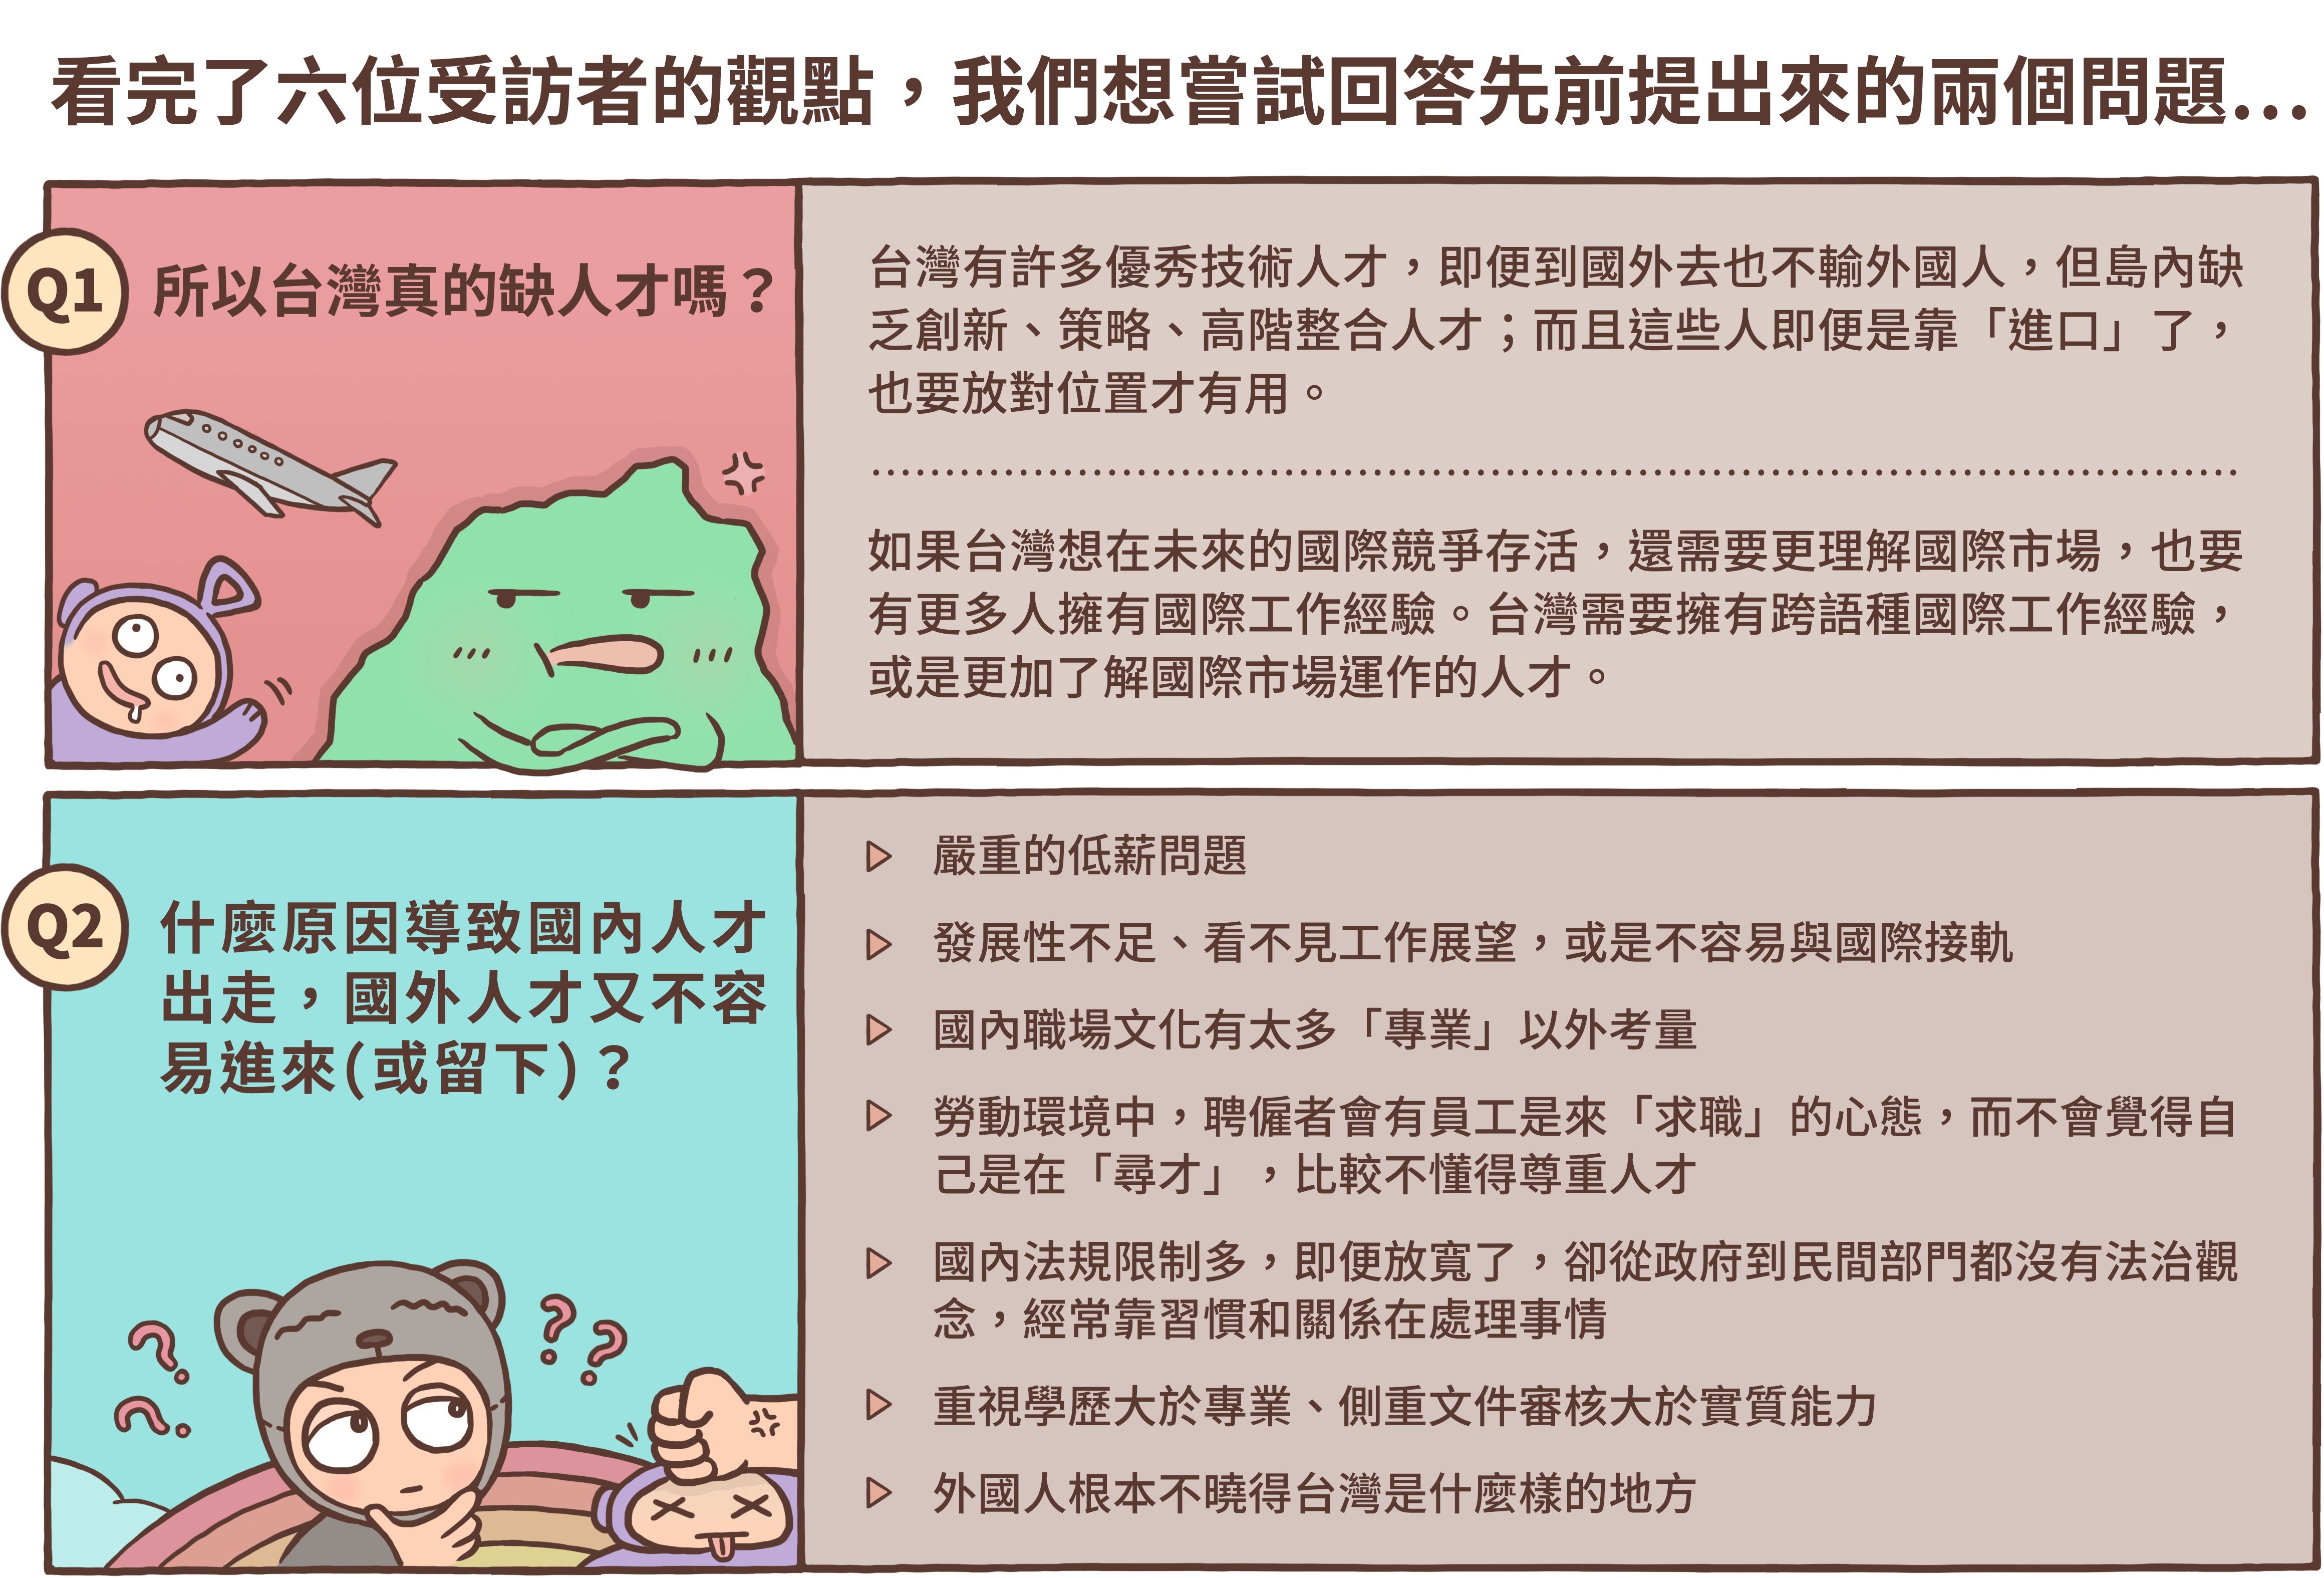 看完了六位受訪者的觀點，我們想嘗試回答先前提出來的兩個問題...
Q1
所以台灣真的缺人才嗎？
台灣有許多優秀技術人才，即便到國外去也不輸外國人，但島內缺
乏創新、策略、高階整合人才；而且這些人即便是靠「進口」了，
也要放對位置才有用。
如果台灣想在未來的國際競爭存活，還需要更理解國際市場，也要
有更多人擁有國際工作經驗。台灣需要擁有跨語種國際工作經驗，
或是更加了解國際市場運作的人才。
Q2
什麼原因導致國內人才
出走，國外人才又不容
易進來(或留下)？
嚴重的低薪問題
發展性不足、看不見工作展望，或是不容易與國際接軌
國內職場文化有太多「專業」以外考量
勞動環境中，聘僱者會有員工是來「求職」的心態，而不會覺得自
己是在「尋才」，比較不懂得尊重人才
國內法規限制多，即便放寬了，卻從政府到民間部門都沒有法治觀
念，經常靠習慣和關係在處理事情
重視學歷大於專業、側重文件審核大於實質能力
外國人根本不曉得台灣是什麼樣的地方
? ? ? ?